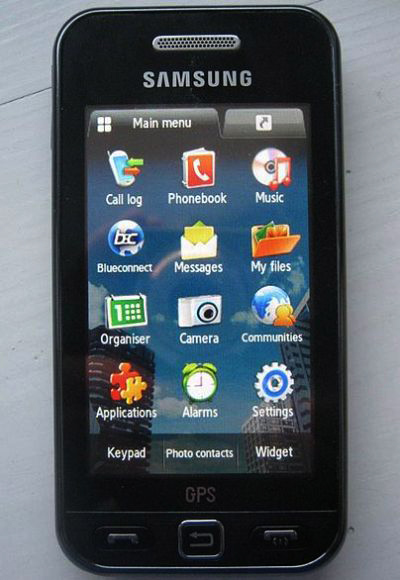 SAMSUNG
Main menu
Call log
Phonebook
Music
Blueconnect
Messages
My files
Organiser
Camera
Communities
Applications
Alarms
Settings
Keypad
Photo contacts
Widget
GPS